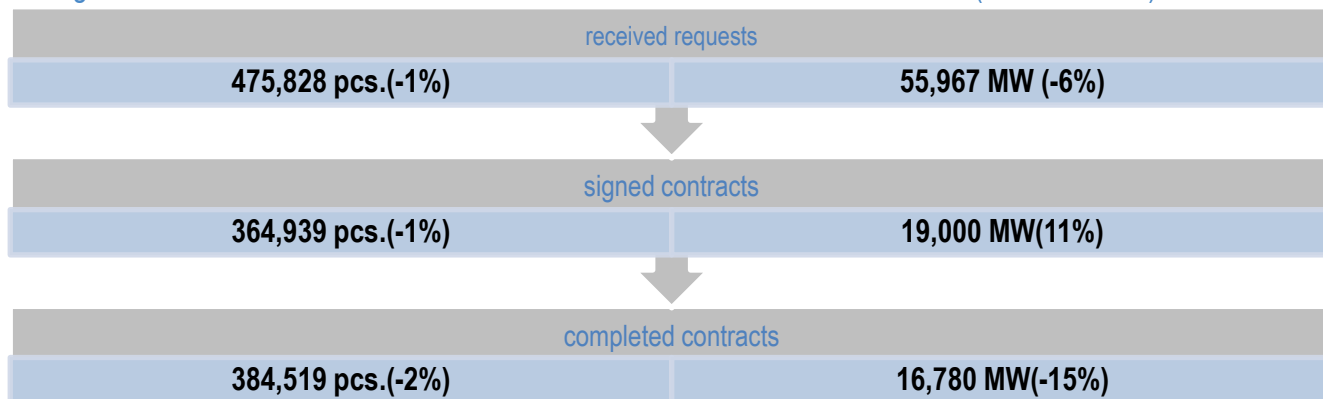 received requests
475,828 pcs.(-1%) 55,967 MW (-6%)
signed contracts
364,939 pcs.(-1%) 19,000 MW(11%)
completed contracts
384,519 pcs.(-2%) 16,780 MW(-15%)